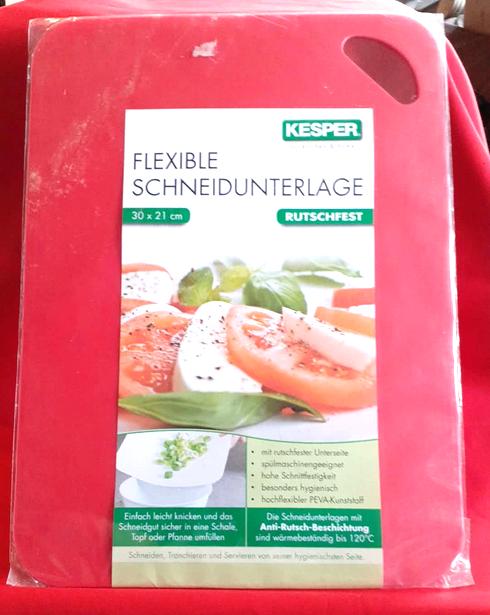 KESPER
FLEXIBLE
SCHNEIDUNTERLAGE
30 x 21 cm
RUTSCHFEST
• mit rutschfester Unterseite
• spülmaschinengeeignet
• hohe Schnittfestigkeit
• besonders hygienisch
• hochflexibler PEVA-Kunststoff
Einfach leicht knicken und das
Schneidgut sicher in eine Schale,
Topf oder Pfanne umfüllen
Die Schneidunterlagen mit
Anti-Rutsch-Beschichtung
sind wärmebeständig bis 120°C
Schneiden, Tranchieren und Servieren von seiner hygienischsten Seite.